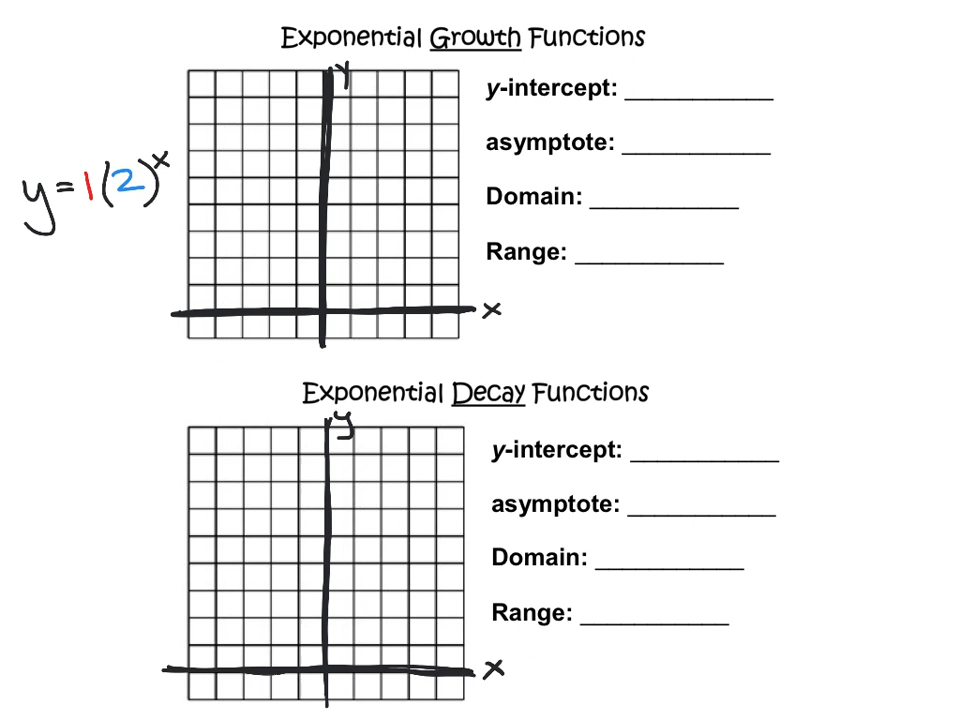 Exponential Growth Functions
y
y-intercept: ___________
asymptote: ___________
y = 1(2)^x
Domain: ___________
Range: ___________
x
Exponential Decay Functions
y
y-intercept: ___________
asymptote: ___________
Domain: ___________
Range: ___________
x